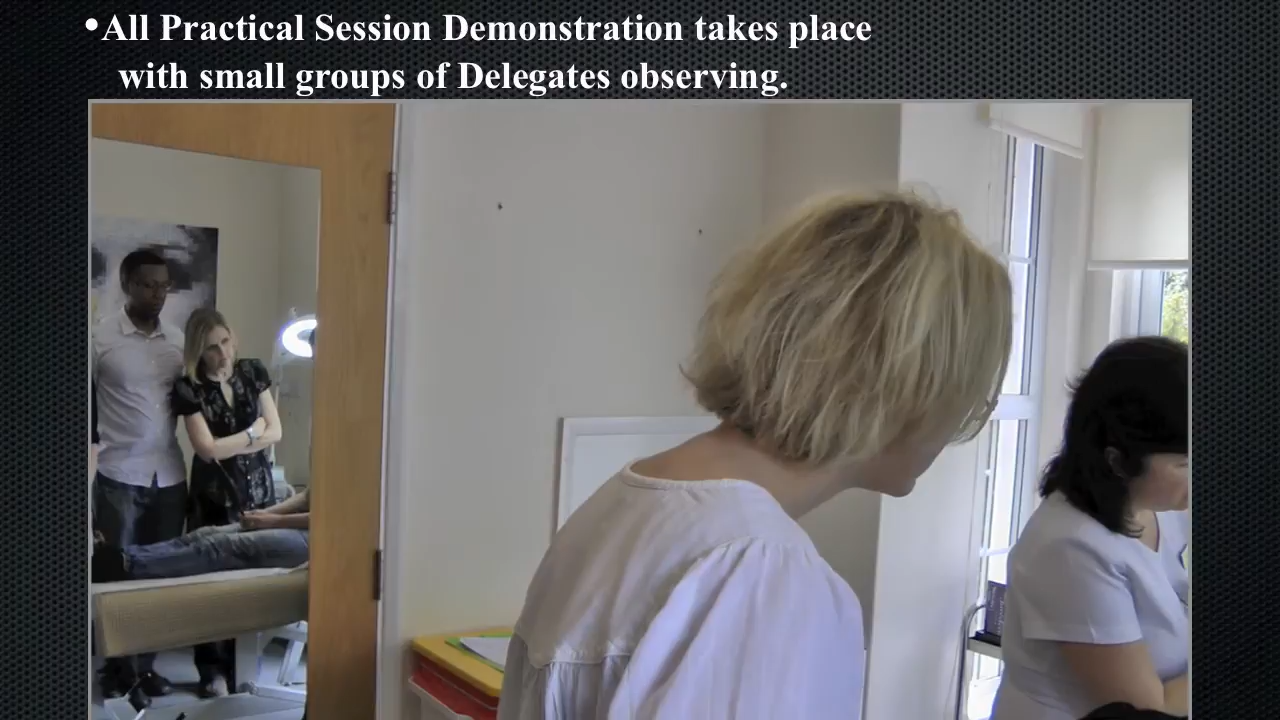 •All Practical Session Demonstration takes place
with small groups of Delegates observing.